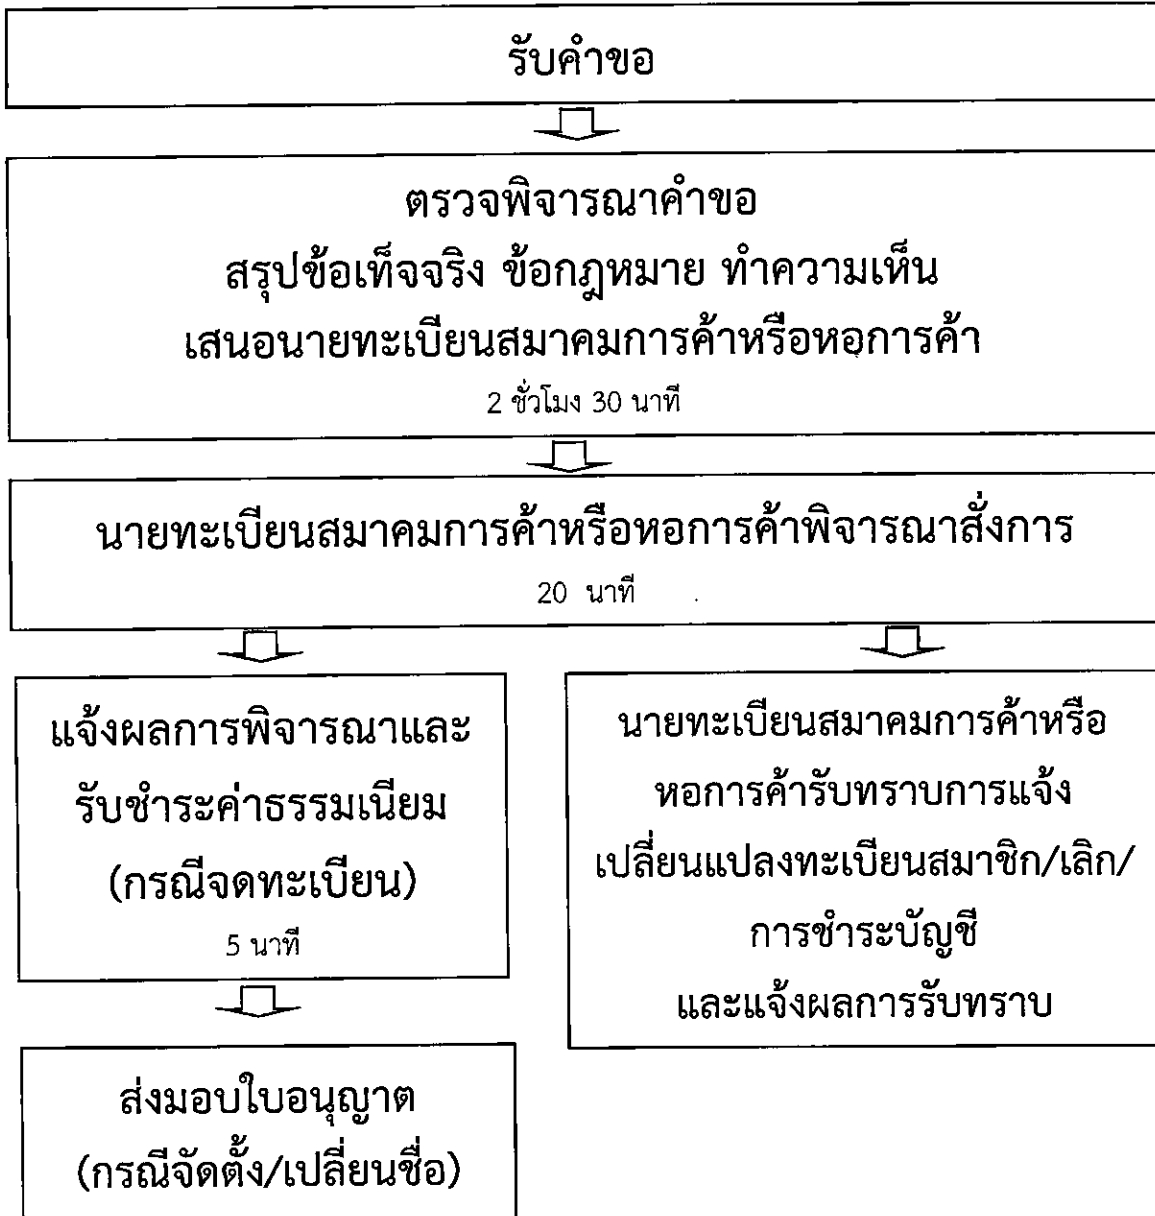 รับคำขอ
ตรวจพิจารณาคำขอ
สรุปข้อเท็จจริง ข้อกฎหมาย ทำความเห็น
เสนอนายทะเบียนสมาคมการค้าหรือหอการค้า
2 ชั่วโมง 30 นาที
นายทะเบียนสมาคมการค้าหรือหอการค้าพิจารณาสั่งการ
20 นาที
แจ้งผลการพิจารณาและ
รับชำระค่าธรรมเนียม
(กรณีจดทะเบียน)
5 นาที
นายทะเบียนสมาคมการค้าหรือ
หอการค้ารับทราบการแจ้ง
เปลี่ยนแปลงทะเบียนสมาชิก/เลิก/
การชำระบัญชี
และแจ้งผลการรับทราบ
ส่งมอบใบอนุญาต
(กรณีจัดตั้ง/เปลี่ยนชื่อ)